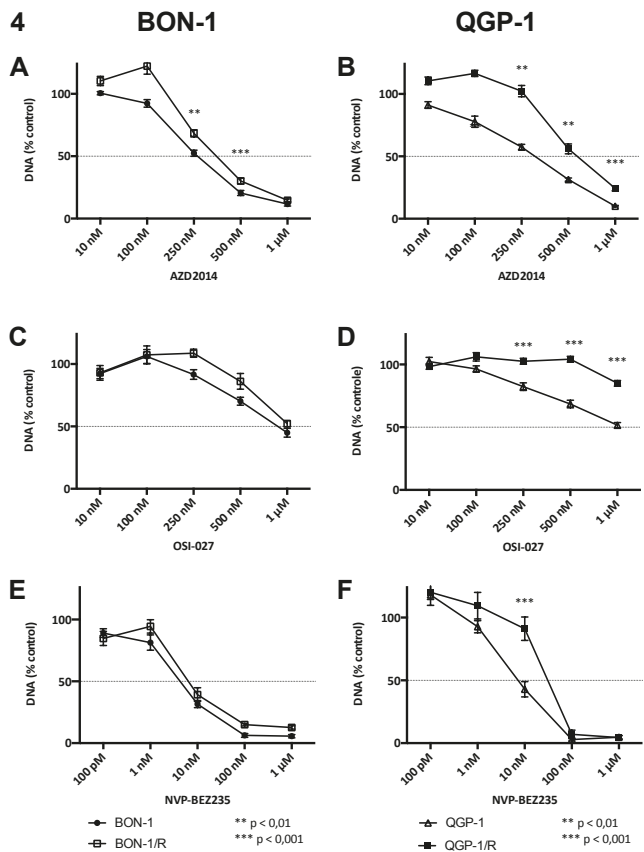 4
BON-1
QGP-1
A
DNA (% control)
100
50
0
**
***
10 nM
100 nM
250 nM
500 nM
1 µM
AZD2014
B
DNA (% control)
100
50
0
**
**
***
10 nM
100 nM
250 nM
500 nM
1 µM
AZD2014
C
DNA (% control)
100
50
0
10 nM
100 nM
250 nM
500 nM
1 µM
OSI-027
D
DNA (% controle)
100
50
0
***
***
***
10 nM
100 nM
250 nM
500 nM
1 µM
OSI-027
E
DNA (% control)
100
50
0
100 pM
1 nM
10 nM
100 nM
1 µM
NVP-BEZ235
F
DNA (% control)
100
50
0
***
100 pM
1 nM
10 nM
100 nM
1 µM
NVP-BEZ235
BON-1
BON-1/R
** p < 0,01
*** p < 0,001
QGP-1
QGP-1/R
** p < 0,01
*** p < 0,001